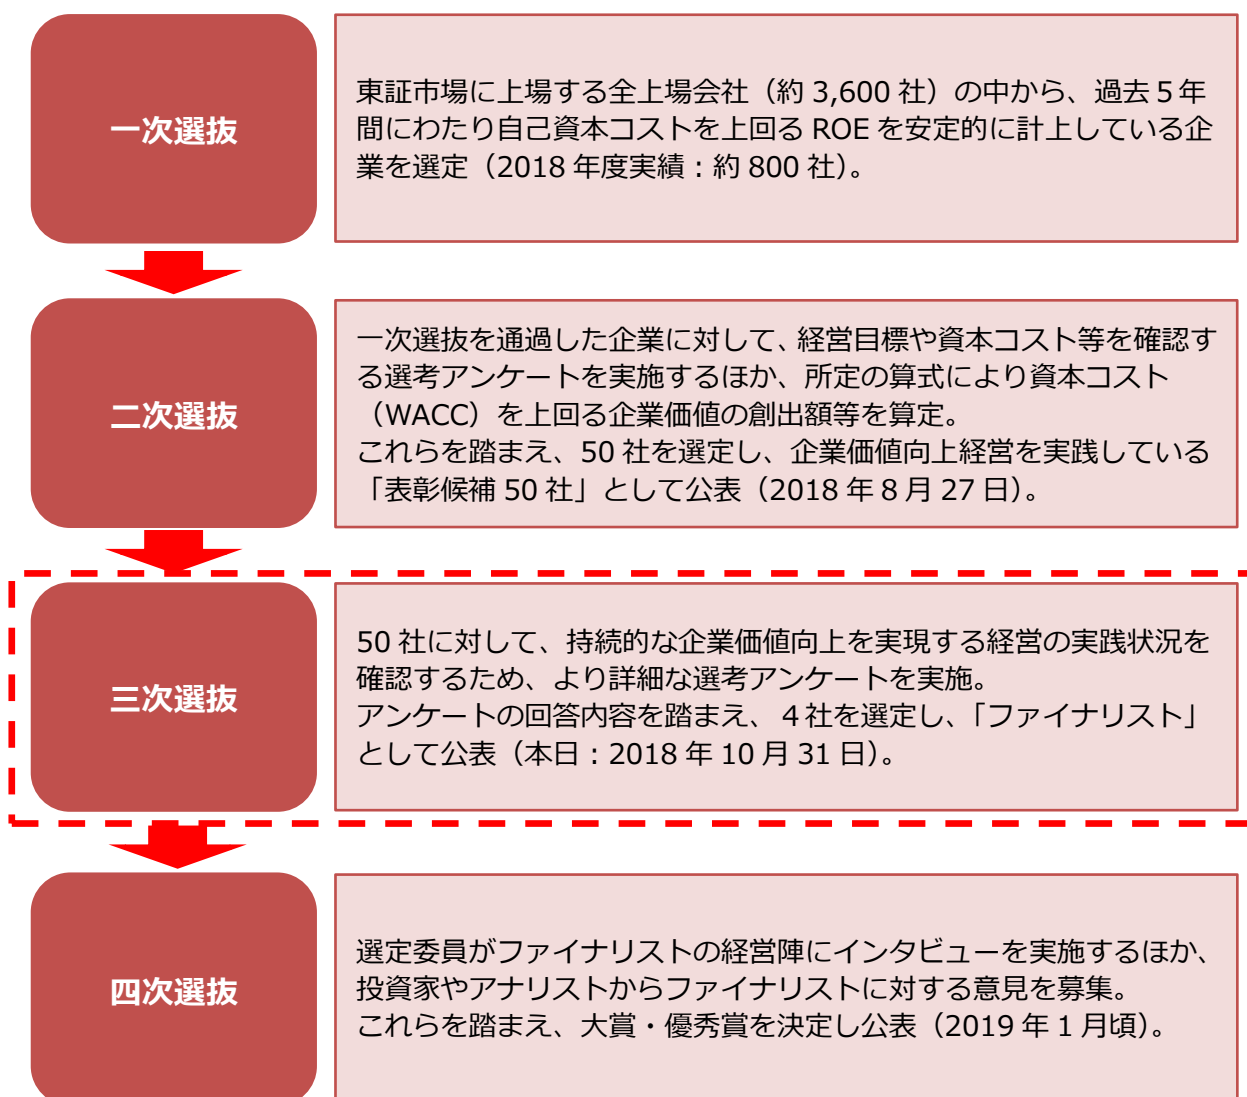 一次選抜
東証市場に上場する全上場会社（約 3,600 社）の中から、過去５年
間にわたり自己資本コストを上回る ROE を安定的に計上している企
業を選定（2018 年度実績：約 800 社）。
二次選抜
一次選抜を通過した企業に対して、経営目標や資本コスト等を確認す
る選考アンケートを実施するほか、所定の算式により資本コスト
（WACC）を上回る企業価値の創出額等を算定。
これらを踏まえ、50 社を選定し、企業価値向上経営を実践している
「表彰候補 50 社」として公表（2018 年８月 27 日）。
三次選抜
50 社に対して、持続的な企業価値向上を実現する経営の実践状況を
確認するため、より詳細な選考アンケートを実施。
アンケートの回答内容を踏まえ、４社を選定し、「ファイナリスト」
として公表（本日：2018 年 10 月 31 日）。
四次選抜
選定委員がファイナリストの経営陣にインタビューを実施するほか、
投資家やアナリストからファイナリストに対する意見を募集。
これらを踏まえ、大賞・優秀賞を決定し公表（2019 年１月頃）。